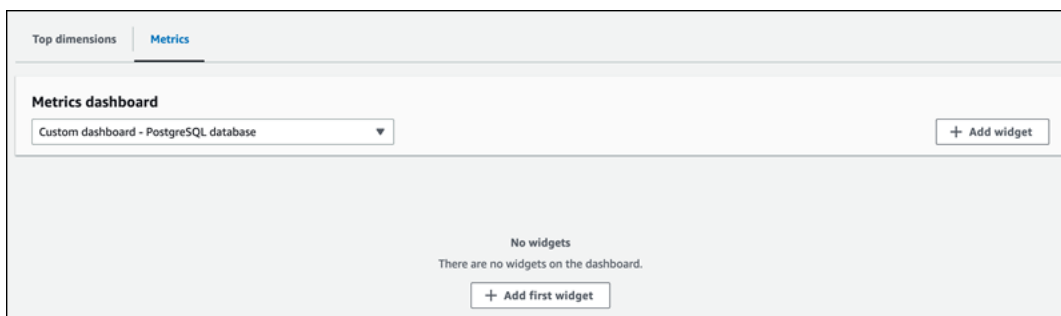 Top dimensions Metrics
Metrics dashboard
Custom dashboard - PostgreSQL database
+ Add widget
No widgets
There are no widgets on the dashboard.
+ Add first widget